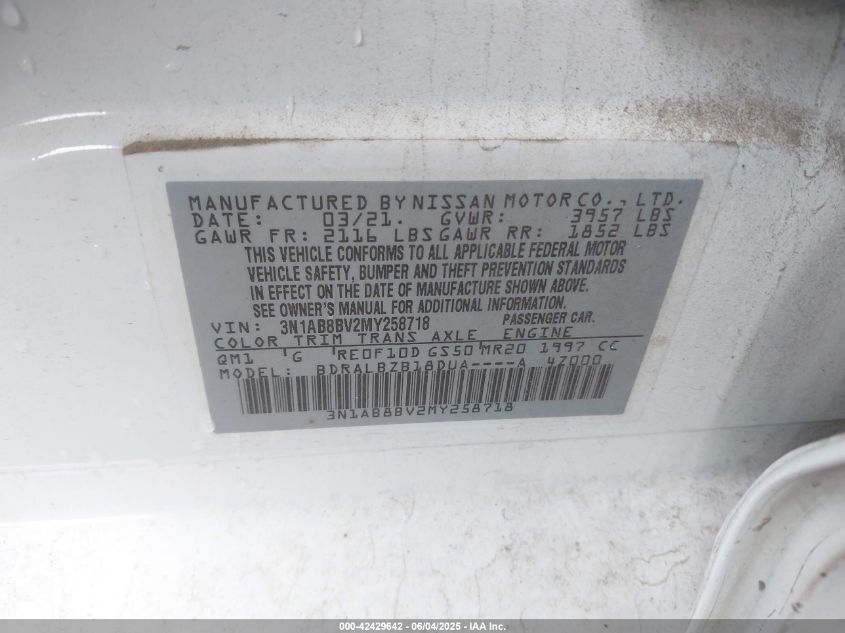 MANUFACTURED BY NISSAN MOTOR CO., LTD.
DATE: 03/21. GVWR: 3957 LBS
GAWR FR: 2116 LBS GAWR RR: 1852 LBS
THIS VEHICLE CONFORMS TO ALL APPLICABLE FEDERAL MOTOR
VEHICLE SAFETY, BUMPER AND THEFT PREVENTION STANDARDS
IN EFFECT ON THE DATE OF MANUFACTURE SHOWN ABOVE.
SEE OWNER'S MANUAL FOR ADDITIONAL INFORMATION.
VIN: 3N1AB8BV2MY258718 PASSENGER CAR.
COLOR TRIM TRANS AXLE ENGINE
QM1 G RE0F10D GS50 MR20 1997 CC
MODEL: BDRALBZB18DUA----A 4Z000
3N1AB8BV2MY258718
000-42429642 - 06/04/2025 - IAA Inc.